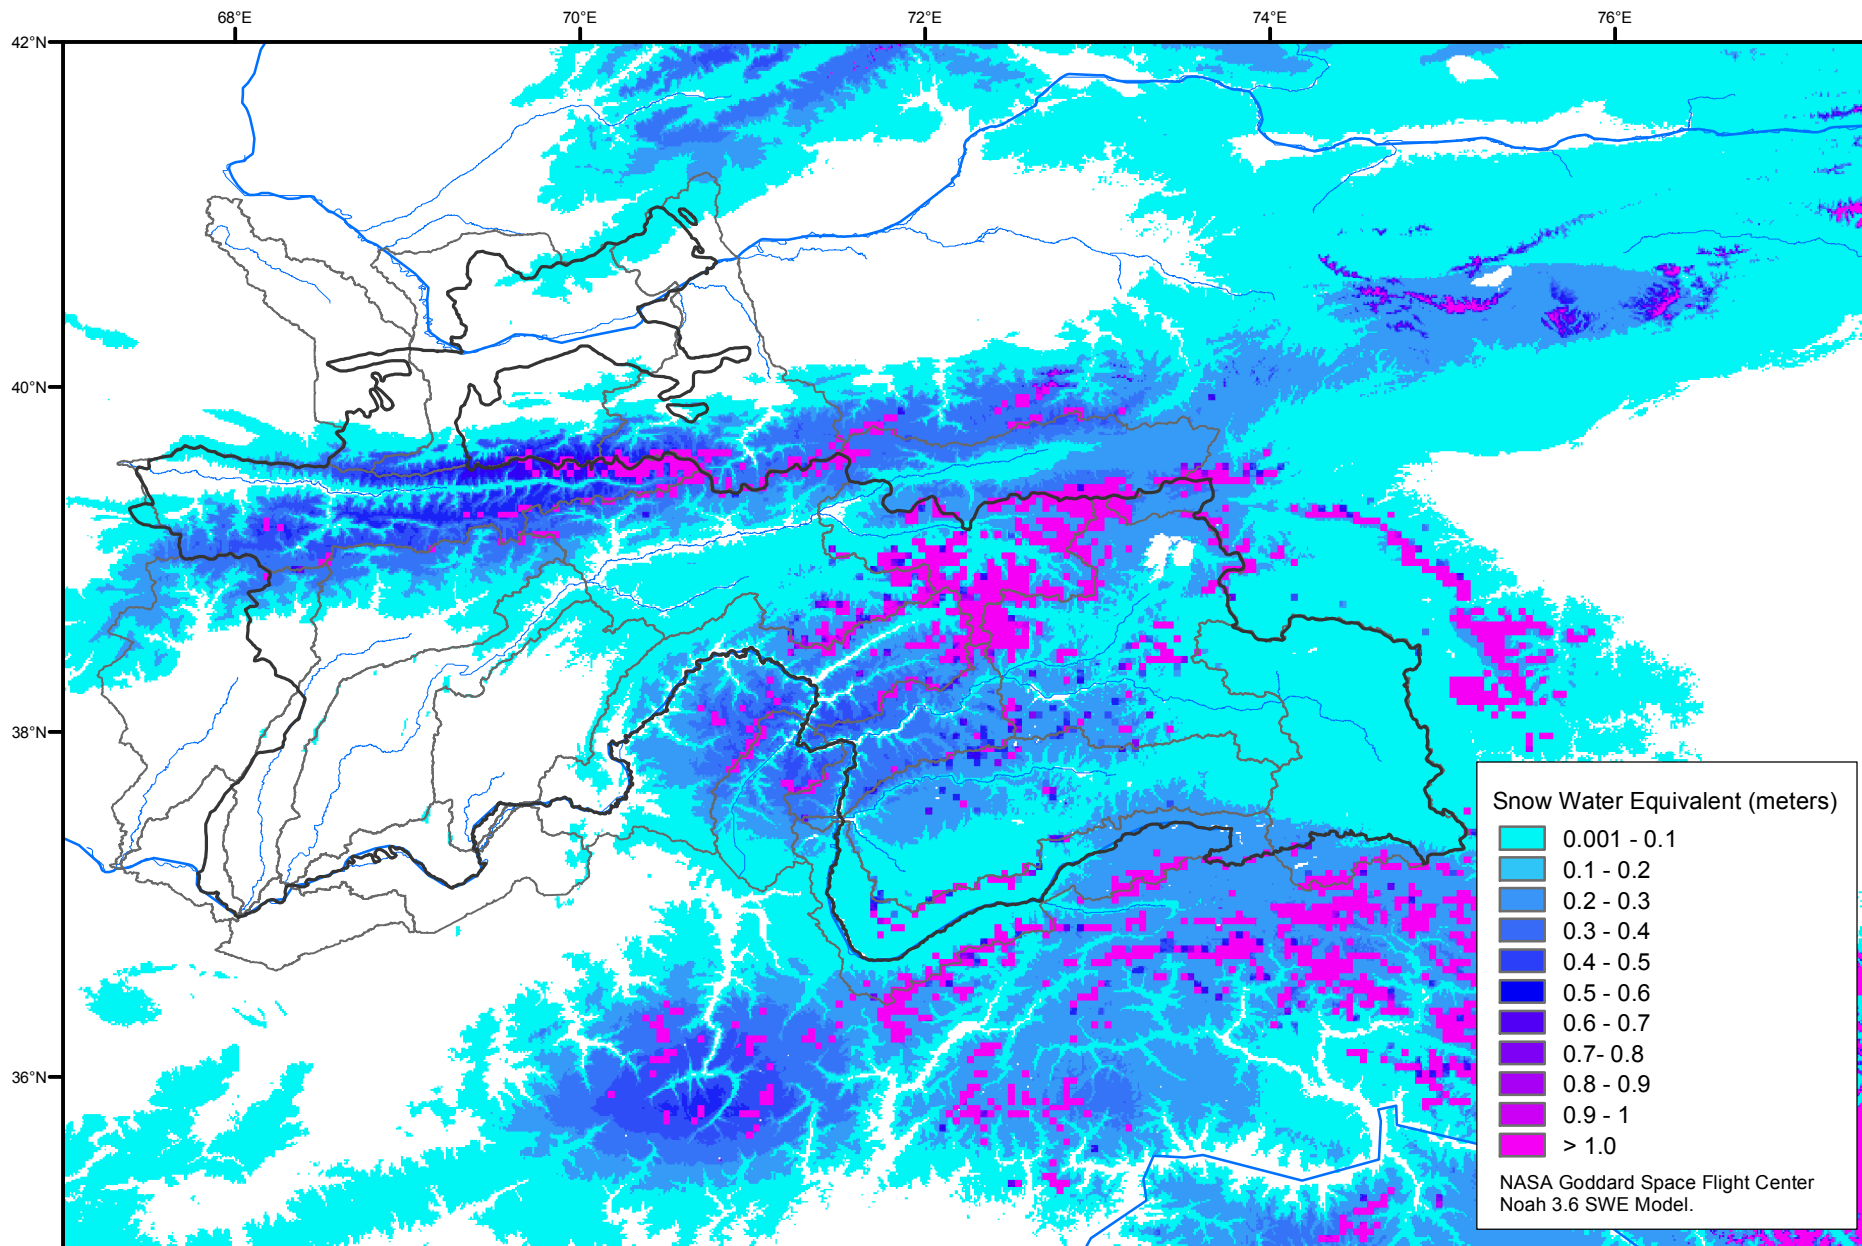 68°E 70°E 72°E 74°E 76°E
42°N
40°N
38°N
36°N
Snow Water Equivalent (meters)
0.001 - 0.1
0.1 - 0.2
0.2 - 0.3
0.3 - 0.4
0.4 - 0.5
0.5 - 0.6
0.6 - 0.7
0.7- 0.8
0.8 - 0.9
0.9 - 1
> 1.0
NASA Goddard Space Flight Center
Noah 3.6 SWE Model.